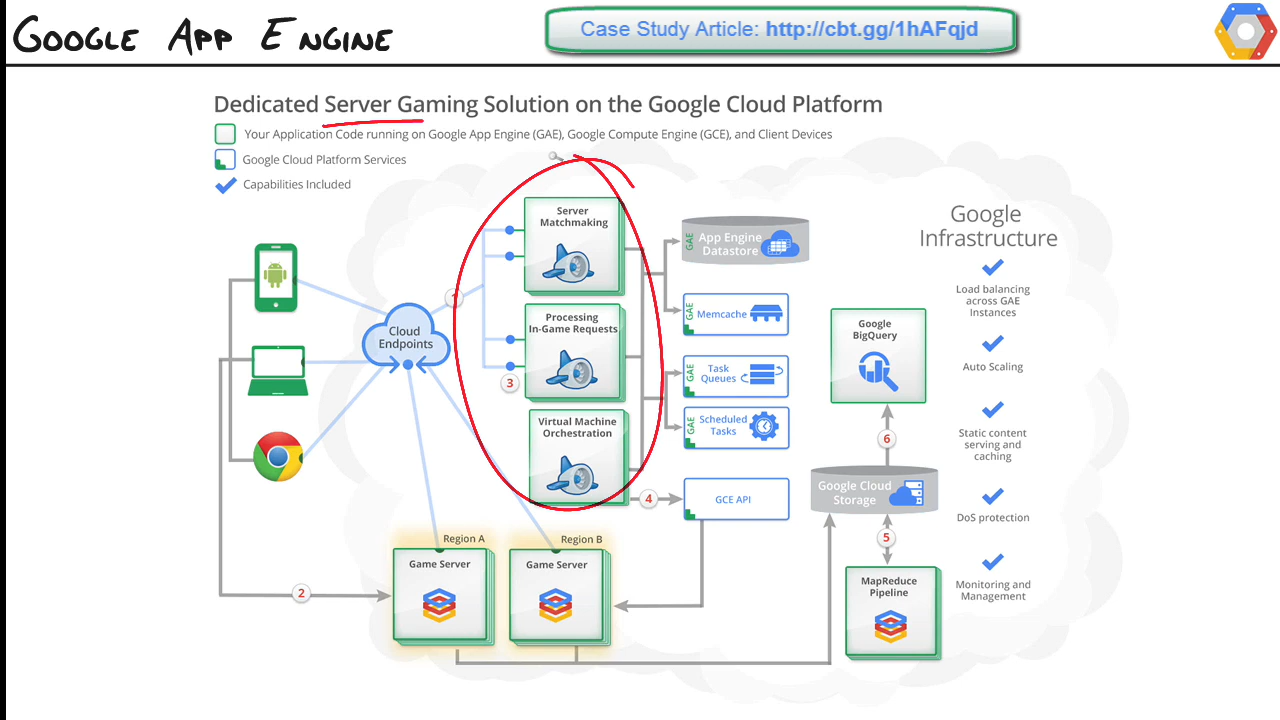 Google App Engine
Case Study Article: http://cbt.gg/1hAFqjd
Dedicated Server Gaming Solution on the Google Cloud Platform
Your Application Code running on Google App Engine (GAE), Google Compute Engine (GCE), and Client Devices
Google Cloud Platform Services
Capabilities Included
Server
Matchmaking
Processing
In-Game Requests
Virtual Machine
Orchestration
Cloud
Endpoints
1
3
GAE
App Engine
Datastore
GAE
Memcache
GAE
Task
Queues
GAE
Scheduled
Tasks
4
GCE API
Region A
Game Server
Region B
Game Server
2
Google
BigQuery
6
Google Cloud
Storage
5
MapReduce
Pipeline
Google
Infrastructure
Load balancing
across GAE
Instances
Auto Scaling
Static content
serving and
caching
DoS protection
Monitoring and
Management